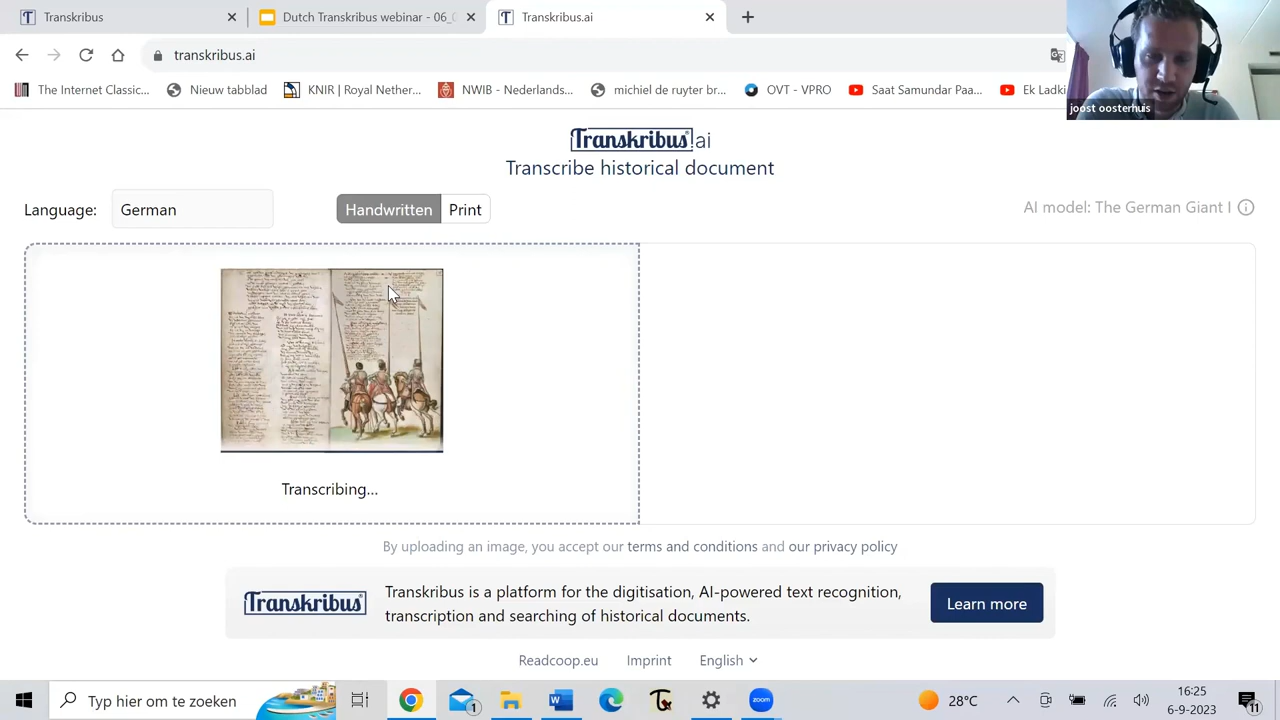 Transkribus
Dutch Transkribus webinar - 06_0
Transkribus.ai
transkribus.ai
The Internet Classic...
Nieuw tabblad
KNIR | Royal Nether...
NWIB - Nederlands...
michiel de ruyter br...
OVT - VPRO
Saat Samundar Paa...
Ek Ladki
joost oosterhuis
Transkribus.ai
Transcribe historical document
Language:
German
Handwritten
Print
AI model: The German Giant I
Transcribing...
By uploading an image, you accept our terms and conditions and our privacy policy
Transkribus
Transkribus is a platform for the digitisation, AI-powered text recognition,
transcription and searching of historical documents.
Learn more
Readcoop.eu
Imprint
English
Typ hier om te zoeken
1
W
zoom
28°C
16:25
6-9-2023
11